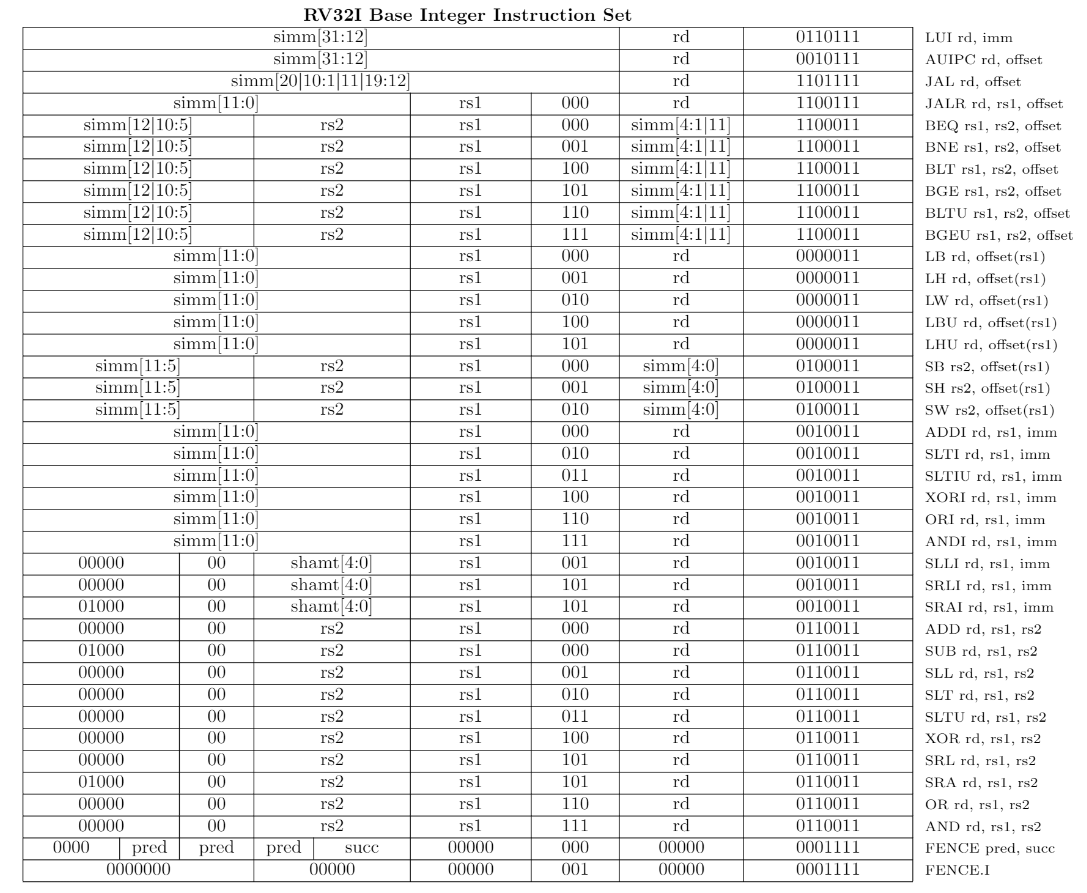 RV32I Base Integer Instruction Set
simm[31:12] rd 0110111 LUI rd, imm
simm[31:12] rd 0010111 AUIPC rd, offset
simm[20|10:1|11|19:12] rd 1101111 JAL rd, offset
simm[11:0] rs1 000 rd 1100111 JALR rd, rs1, offset
simm[12|10:5] rs2 rs1 000 simm[4:1|11] 1100011 BEQ rs1, rs2, offset
simm[12|10:5] rs2 rs1 001 simm[4:1|11] 1100011 BNE rs1, rs2, offset
simm[12|10:5] rs2 rs1 100 simm[4:1|11] 1100011 BLT rs1, rs2, offset
simm[12|10:5] rs2 rs1 101 simm[4:1|11] 1100011 BGE rs1, rs2, offset
simm[12|10:5] rs2 rs1 110 simm[4:1|11] 1100011 BLTU rs1, rs2, offset
simm[12|10:5] rs2 rs1 111 simm[4:1|11] 1100011 BGEU rs1, rs2, offset
simm[11:0] rs1 000 rd 0000011 LB rd, offset(rs1)
simm[11:0] rs1 001 rd 0000011 LH rd, offset(rs1)
simm[11:0] rs1 010 rd 0000011 LW rd, offset(rs1)
simm[11:0] rs1 100 rd 0000011 LBU rd, offset(rs1)
simm[11:0] rs1 101 rd 0000011 LHU rd, offset(rs1)
simm[11:5] rs2 rs1 000 simm[4:0] 0100011 SB rs2, offset(rs1)
simm[11:5] rs2 rs1 001 simm[4:0] 0100011 SH rs2, offset(rs1)
simm[11:5] rs2 rs1 010 simm[4:0] 0100011 SW rs2, offset(rs1)
simm[11:0] rs1 000 rd 0010011 ADDI rd, rs1, imm
simm[11:0] rs1 010 rd 0010011 SLTI rd, rs1, imm
simm[11:0] rs1 011 rd 0010011 SLTIU rd, rs1, imm
simm[11:0] rs1 100 rd 0010011 XORI rd, rs1, imm
simm[11:0] rs1 110 rd 0010011 ORI rd, rs1, imm
simm[11:0] rs1 111 rd 0010011 ANDI rd, rs1, imm
00000 00 shamt[4:0] rs1 001 rd 0010011 SLLI rd, rs1, imm
00000 00 shamt[4:0] rs1 101 rd 0010011 SRLI rd, rs1, imm
01000 00 shamt[4:0] rs1 101 rd 0010011 SRAI rd, rs1, imm
00000 00 rs2 rs1 000 rd 0110011 ADD rd, rs1, rs2
01000 00 rs2 rs1 000 rd 0110011 SUB rd, rs1, rs2
00000 00 rs2 rs1 001 rd 0110011 SLL rd, rs1, rs2
00000 00 rs2 rs1 010 rd 0110011 SLT rd, rs1, rs2
00000 00 rs2 rs1 011 rd 0110011 SLTU rd, rs1, rs2
00000 00 rs2 rs1 100 rd 0110011 XOR rd, rs1, rs2
00000 00 rs2 rs1 101 rd 0110011 SRL rd, rs1, rs2
01000 00 rs2 rs1 101 rd 0110011 SRA rd, rs1, rs2
00000 00 rs2 rs1 110 rd 0110011 OR rd, rs1, rs2
00000 00 rs2 rs1 111 rd 0110011 AND rd, rs1, rs2
0000 pred pred pred succ 00000 000 00000 0001111 FENCE pred, succ
0000000 00000 00000 001 00000 0001111 FENCE.I